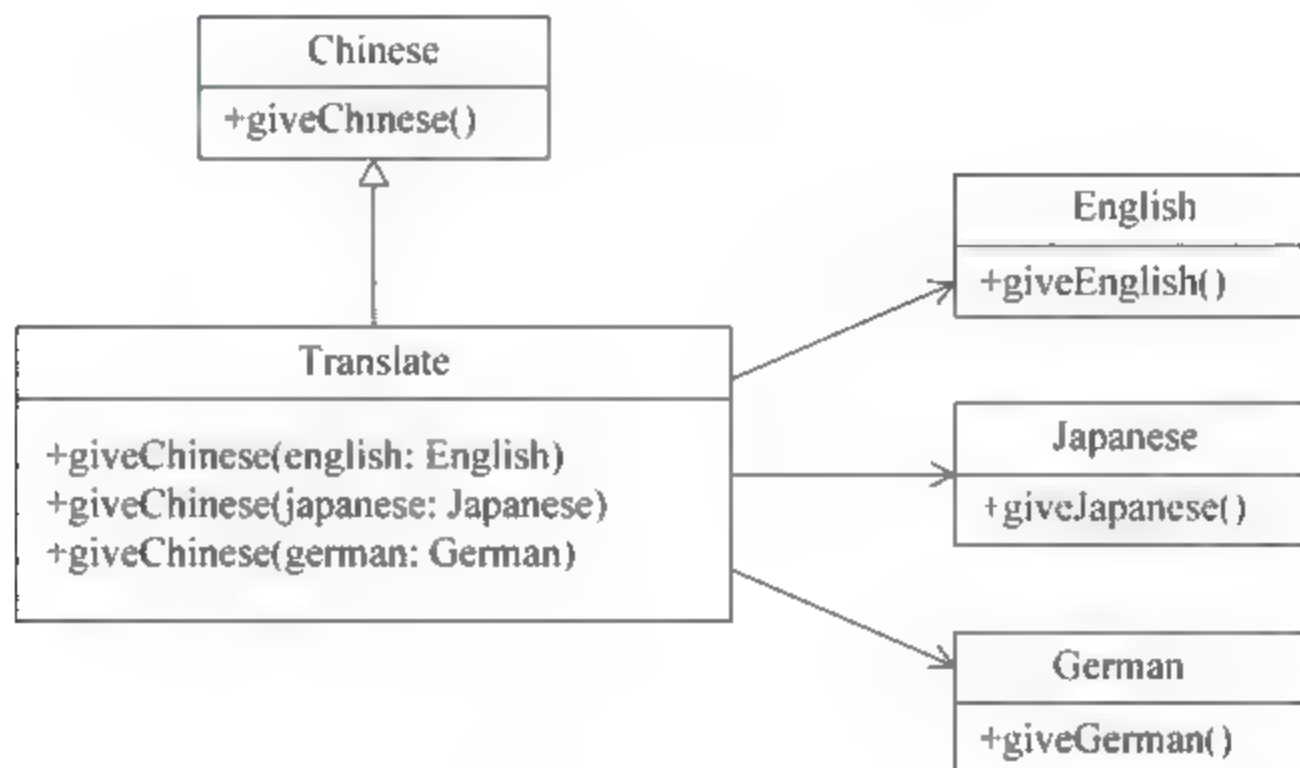 Chinese
+giveChinese()
English
+giveEnglish()
Translate
+giveChinese(english: English)
+giveChinese(japanese: Japanese)
+giveChinese(german: German)
Japanese
+giveJapanese()
German
+giveGerman()